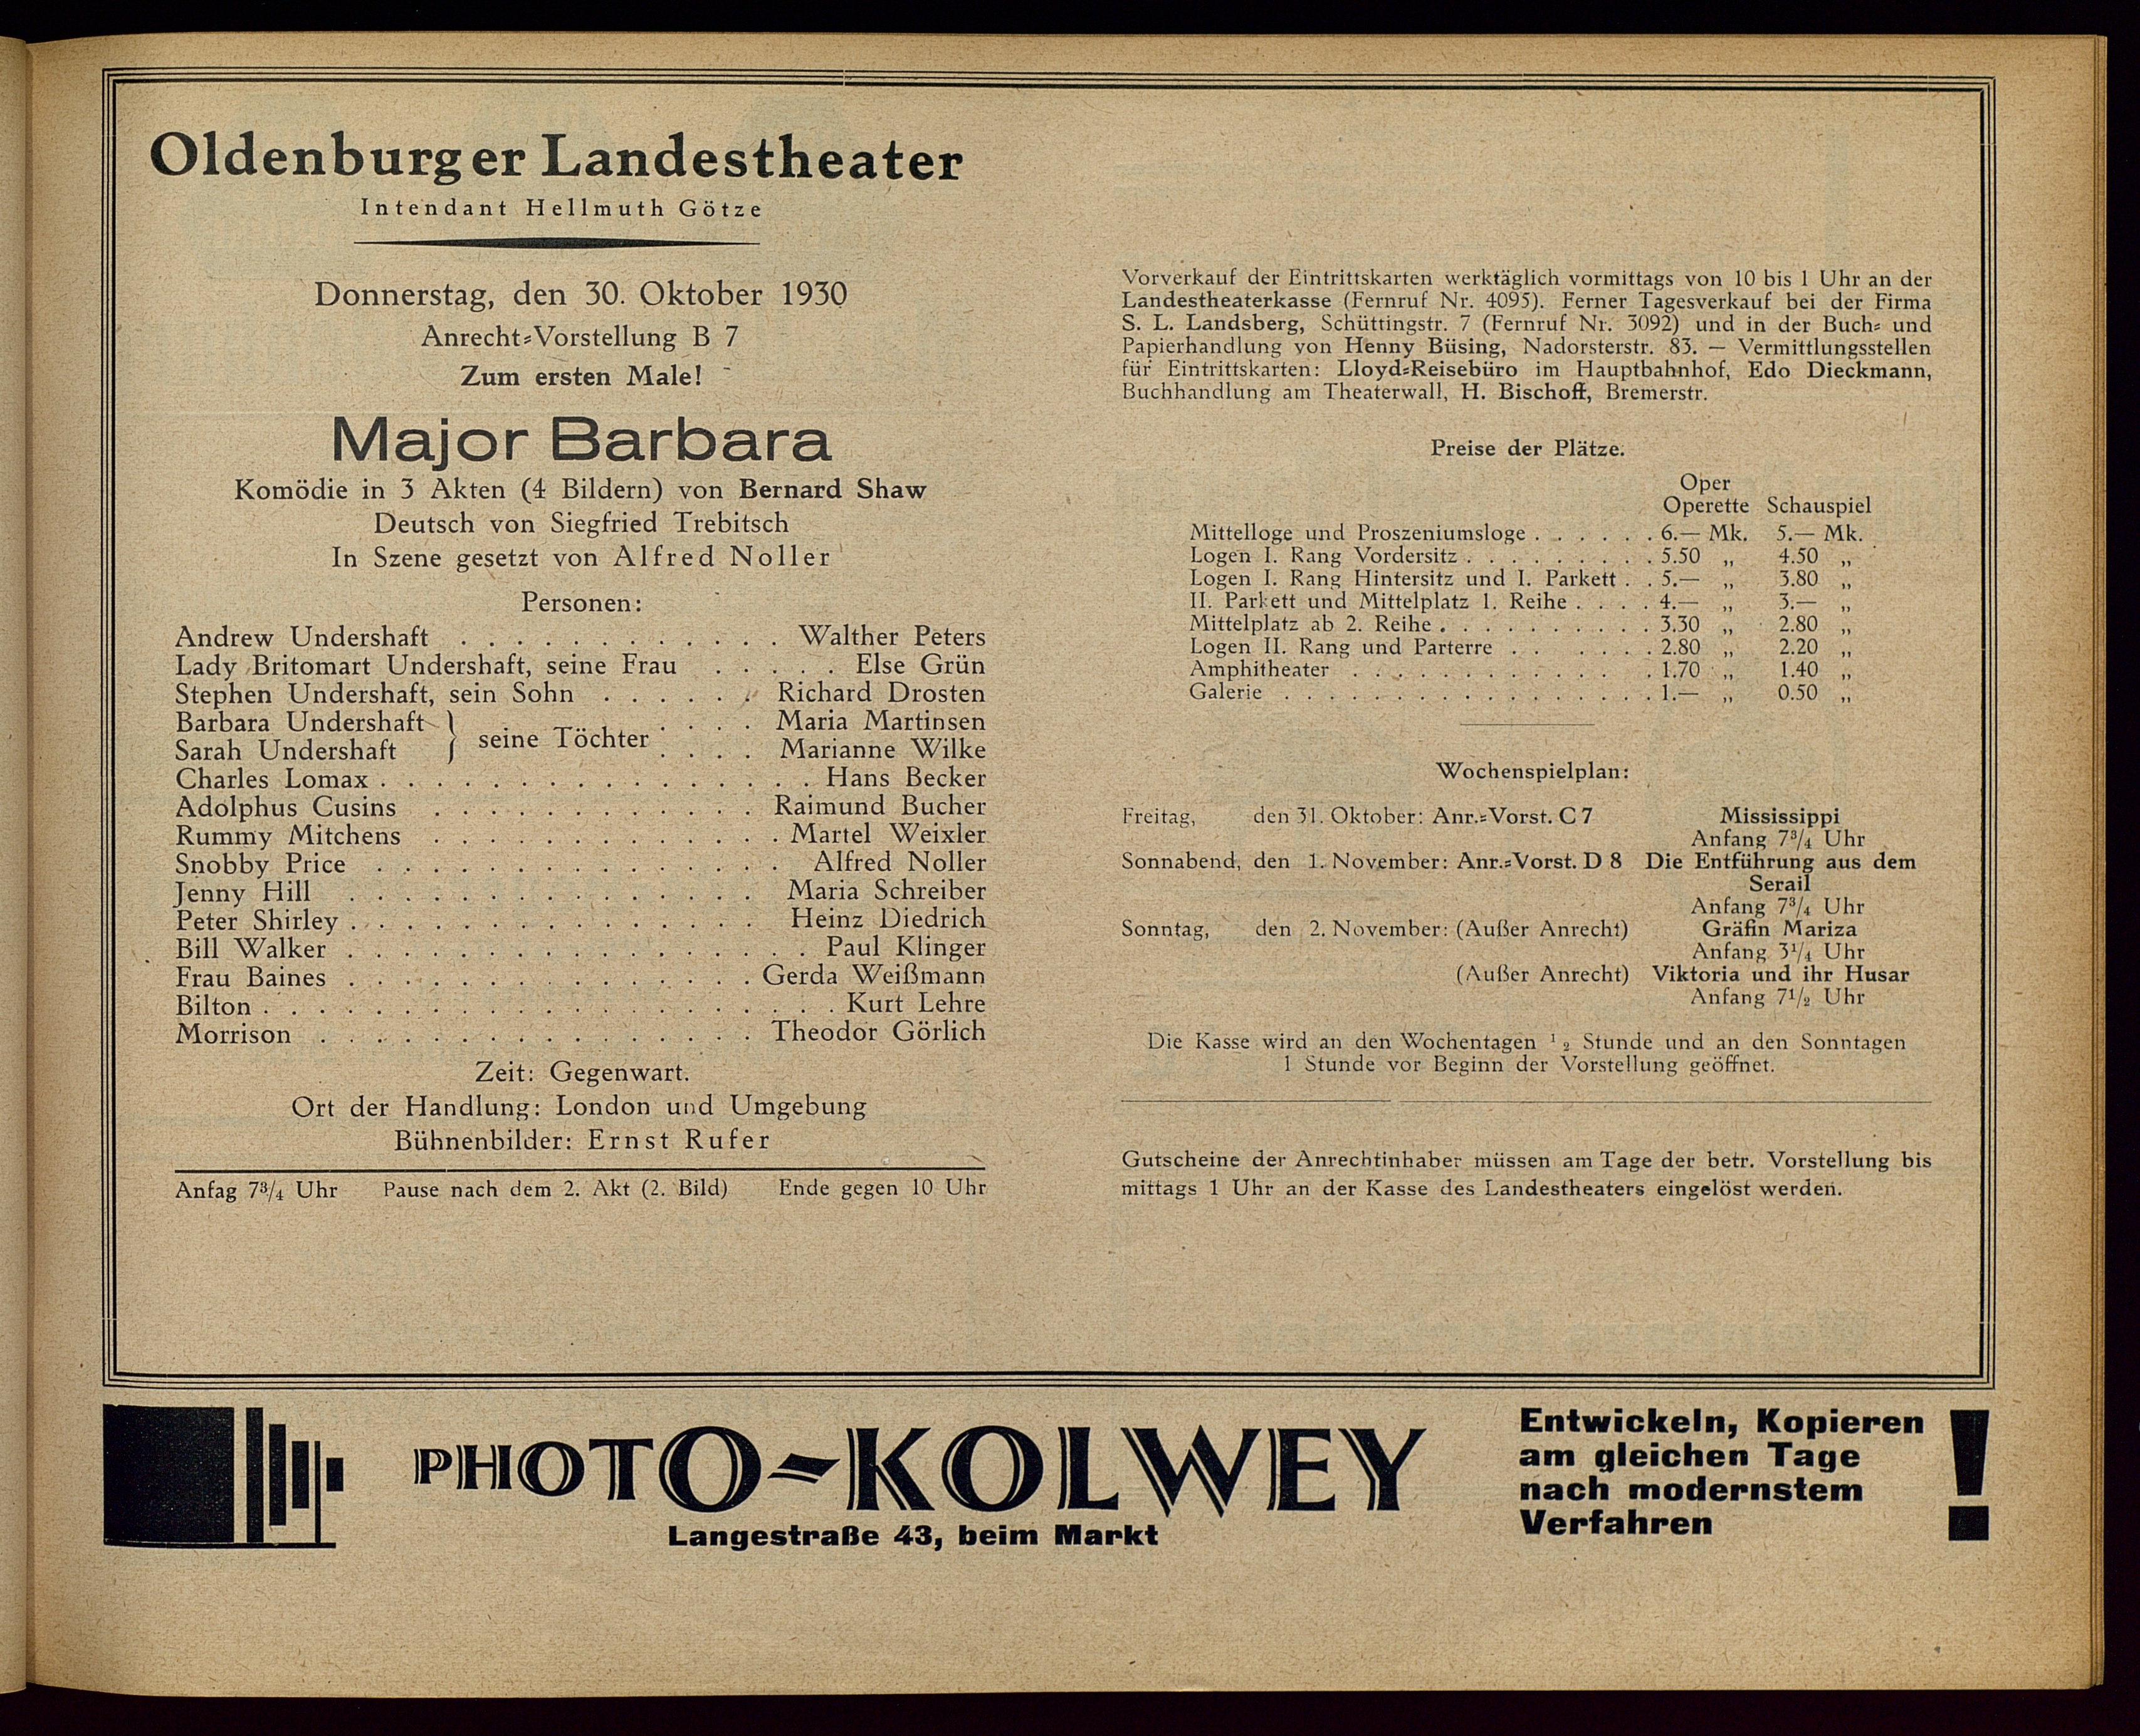 Oldenburger Landestheater
Intendant Hellmuth Götze
Donnerstag, den 30. Oktober 1930
Anrecht-Vorstellung B 7
Zum ersten Male!
Major Barbara
Komödie in 3 Akten (4 Bildern) von Bernard Shaw
Deutsch von Siegfried Trebitsch
In Szene gesetzt von Alfred Noller
Personen:
Andrew Undershaft . . . . . . . . . . . . Walther Peters
Lady Britomart Undershaft, seine Frau . . . . . Else Grün
Stephen Undershaft, sein Sohn . . . . . . Richard Drosten
Barbara Undershaft } seine Töchter . . . . Maria Martinsen
Sarah Undershaft } . . . . Marianne Wilke
Charles Lomax . . . . . . . . . . . . . . . . Hans Becker
Adolphus Cusins . . . . . . . . . . . . Raimund Bucher
Rummy Mitchens . . . . . . . . . . . . . Martel Weixler
Snobby Price . . . . . . . . . . . . . . . Alfred Noller
Jenny Hill . . . . . . . . . . . . . . . Maria Schreiber
Peter Shirley . . . . . . . . . . . . . . . Heinz Diedrich
Bill Walker . . . . . . . . . . . . . . . . . Paul Klinger
Frau Baines . . . . . . . . . . . . . . . Gerda Weißmann
Bilton . . . . . . . . . . . . . . . . . . . . . Kurt Lehre
Morrison . . . . . . . . . . . . . . . . Theodor Görlich
Zeit: Gegenwart.
Ort der Handlung: London und Umgebung
Bühnenbilder: Ernst Rufer
Anfag 7³/₄ Uhr Pause nach dem 2. Akt (2. Bild) Ende gegen 10 Uhr
Vorverkauf der Eintrittskarten werktäglich vormittags von 10 bis 1 Uhr an der
Landestheaterkasse (Fernruf Nr. 4095). Ferner Tagesverkauf bei der Firma
S. L. Landsberg, Schüttingstr. 7 (Fernruf Nr. 3092) und in der Buch- und
Papierhandlung von Henny Büsing, Nadorsterstr. 83. — Vermittlungsstellen
für Eintrittskarten: Lloyd-Reisebüro im Hauptbahnhof, Edo Dieckmann,
Buchhandlung am Theaterwall, H. Bischoff, Bremerstr.
Preise der Plätze.
Oper
Operette Schauspiel
Mittelloge und Proszeniumsloge . . . . . . 6.— Mk. 5.— Mk.
Logen I. Rang Vordersitz . . . . . . . . . 5.50 „ 4.50 „
Logen I. Rang Hintersitz und I. Parkett . . 5.— „ 3.80 „
II. Parkett und Mittelplatz 1. Reihe . . . . 4.— „ 3.— „
Mittelplatz ab 2. Reihe . . . . . . . . . . 3.30 „ 2.80 „
Logen II. Rang und Parterre . . . . . . 2.80 „ 2.20 „
Amphitheater . . . . . . . . . . . . . 1.70 „ 1.40 „
Galerie . . . . . . . . . . . . . . . . . 1.— „ 0.50 „
Wochenspielplan:
Freitag, den 31. Oktober: Anr.-Vorst. C 7 Mississippi
Anfang 7³/₄ Uhr
Sonnabend, den 1. November: Anr.-Vorst. D 8 Die Entführung aus dem
Serail
Anfang 7³/₄ Uhr
Sonntag, den 2. November: (Außer Anrecht) Gräfin Mariza
Anfang 3¹/₄ Uhr
(Außer Anrecht) Viktoria und ihr Husar
Anfang 7¹/₂ Uhr
Die Kasse wird an den Wochentagen ¹ ₂ Stunde und an den Sonntagen
1 Stunde vor Beginn der Vorstellung geöffnet.
Gutscheine der Anrechtinhaber müssen am Tage der betr. Vorstellung bis
mittags 1 Uhr an der Kasse des Landestheaters eingelöst werden.
PHOTO-KOLWEY
Langestraße 43, beim Markt
Entwickeln, Kopieren
am gleichen Tage
nach modernstem
Verfahren !